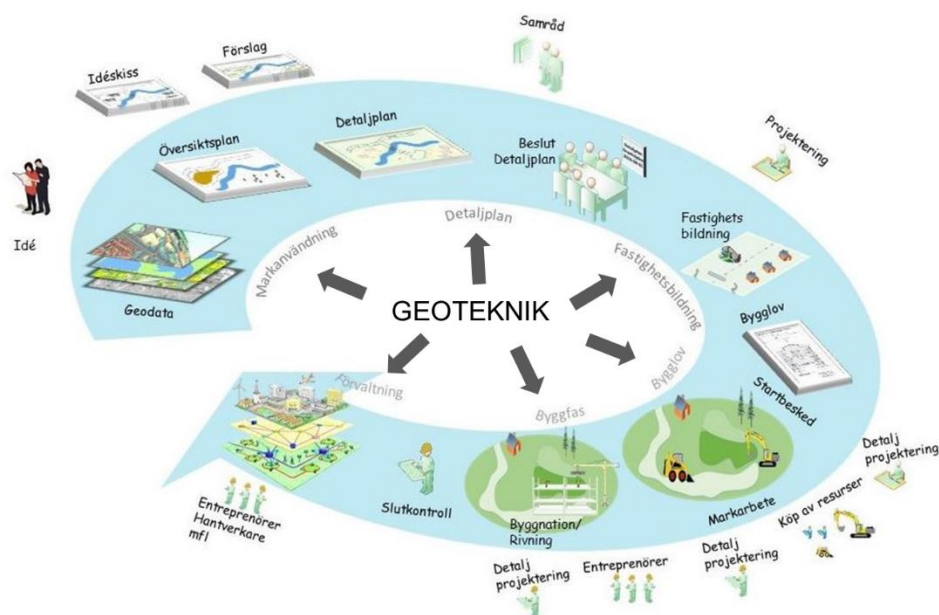 Samråd
Förslag
Idéskiss
Projektering
Detaljplan
Översiktsplan
Beslut
Detaljplan
Idé
Geodata
Markanvändning
Detaljplan
Fastighetsbildning
Fastighets
bildning
GEOTEKNIK
Bygglov
Bygglov
Startbesked
Förvaltning
Byggfas
Detalj
projektering
Köp av resurser
Markarbete
Slutkontroll
Byggnation/
Rivning
Entreprenörer
Hantverkare
mfl
Detalj
projektering
Entreprenörer
Detalj
projektering